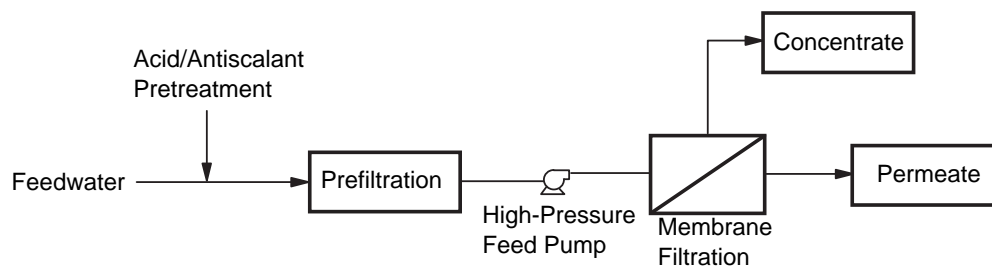 Acid/Antiscalant
Pretreatment
Feedwater
Prefiltration
High-Pressure
Feed Pump
Membrane
Filtration
Concentrate
Permeate